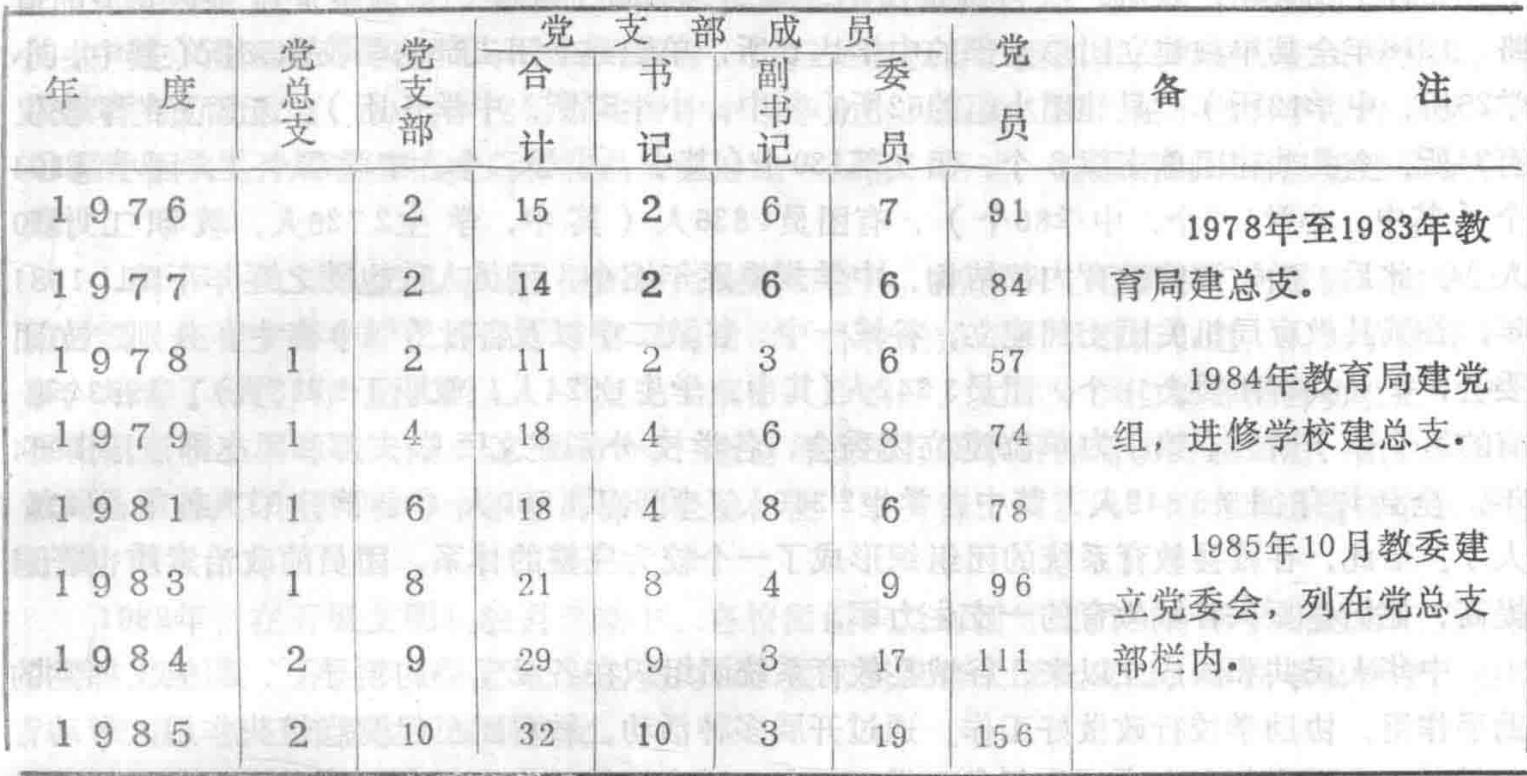 年度 党总支 党支部 党支部成员 党员 备注
合计 书记 副书记 委员
1976 2 15 2 6 7 91
1977 2 14 2 6 6 84
1978 1 2 11 2 3 6 57
1979 1 4 18 4 6 8 74
1981 1 6 18 4 8 6 78
1983 1 8 21 8 4 9 96
1984 2 9 29 9 3 17 111
1985 2 10 32 10 3 19 156
1978年至1983年教
育局建总支。
1984年教育局建党
组，进修学校建总支。
1985年10月教委建
立党委会，列在党总支
部栏内。